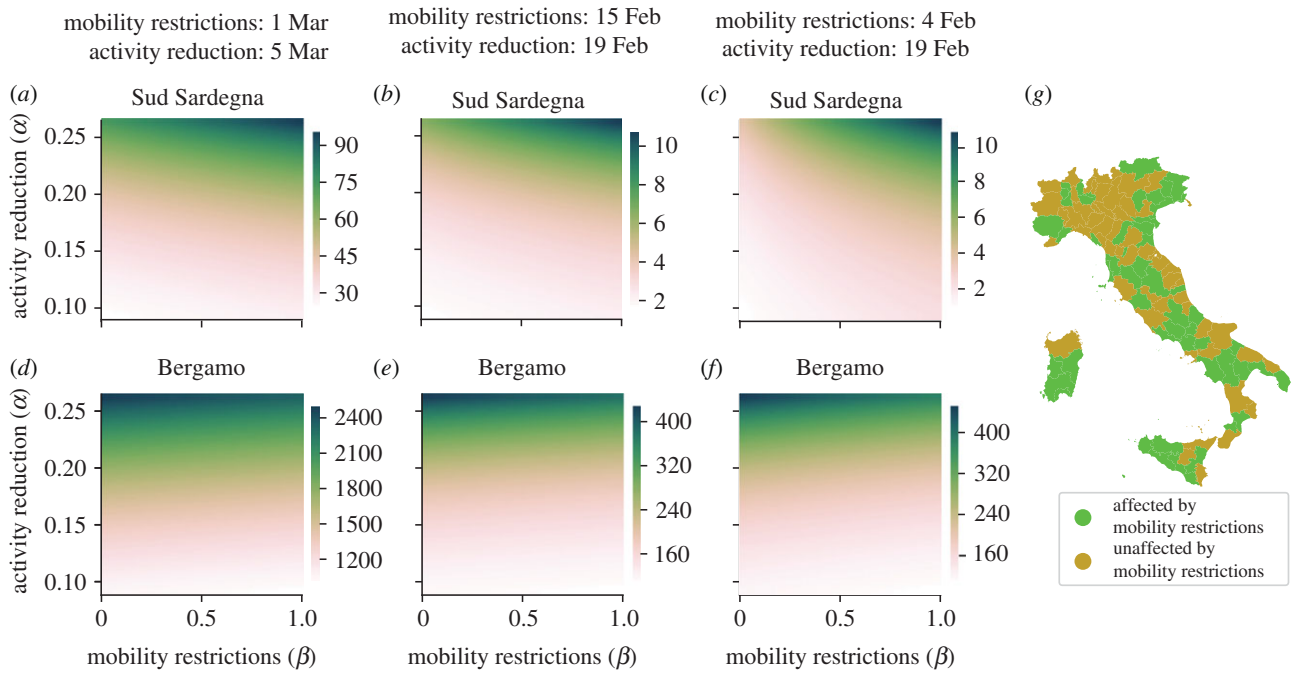 mobility restrictions: 1 Mar
activity reduction: 5 Mar
mobility restrictions: 15 Feb
activity reduction: 19 Feb
mobility restrictions: 4 Feb
activity reduction: 19 Feb
(a)
Sud Sardegna
activity reduction (α)
0.25
0.20
0.15
0.10
90
75
60
45
30
(b)
Sud Sardegna
10
8
6
4
2
(c)
Sud Sardegna
10
8
6
4
2
(d)
Bergamo
activity reduction (α)
0.25
0.20
0.15
0.10
2400
2100
1800
1500
1200
0
0.5
1.0
mobility restrictions (β)
(e)
Bergamo
400
320
240
160
0
0.5
1.0
mobility restrictions (β)
(f)
Bergamo
400
320
240
160
0
0.5
1.0
mobility restrictions (β)
(g)
affected by
mobility restrictions
unaffected by
mobility restrictions